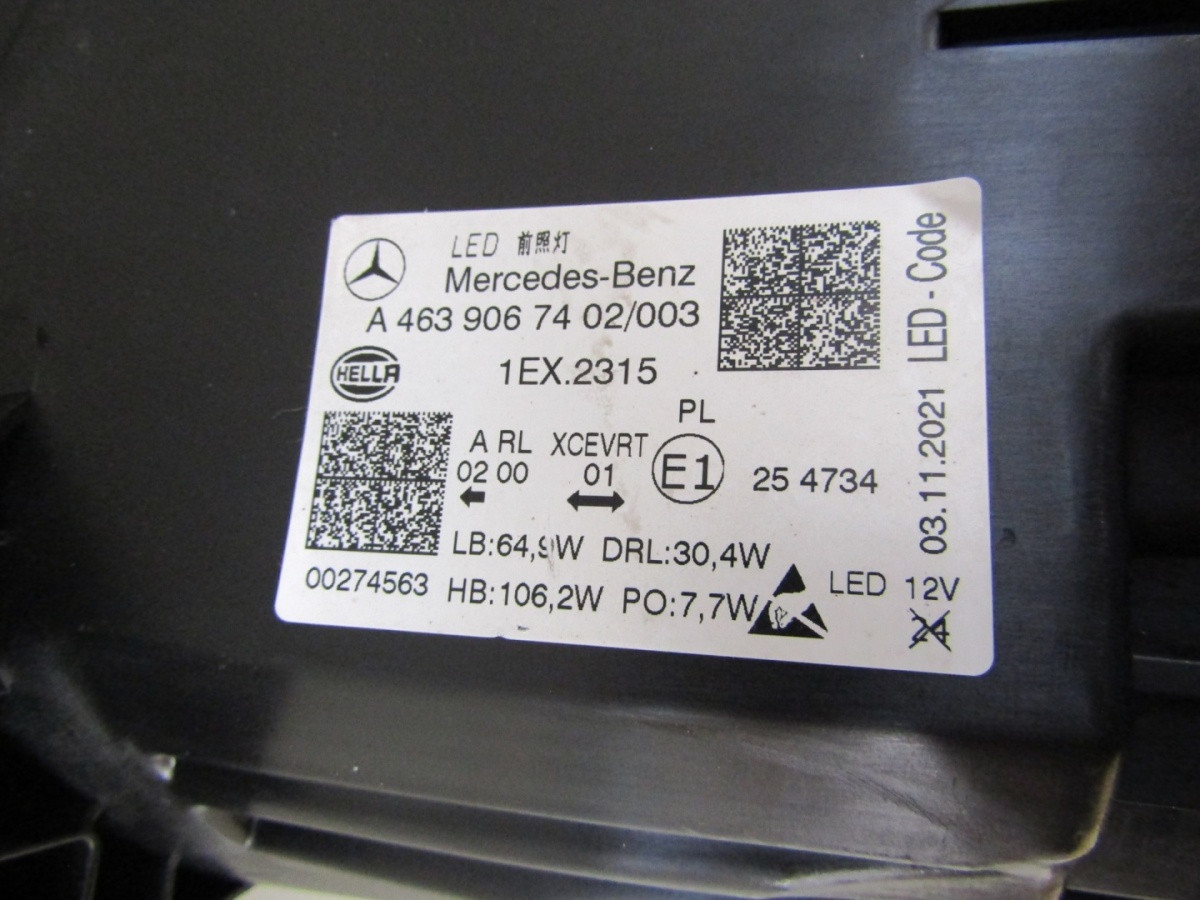 LED 前照灯
Mercedes-Benz
A 463 906 74 02/003
HELLA
1EX.2315
PL
A RL XCEVRT
02 00 01
E1
25 4734
LB:64,9W DRL:30,4W
00274563
HB:106,2W PO:7,7W
LED 12V
24
03.11.2021 LED - Code